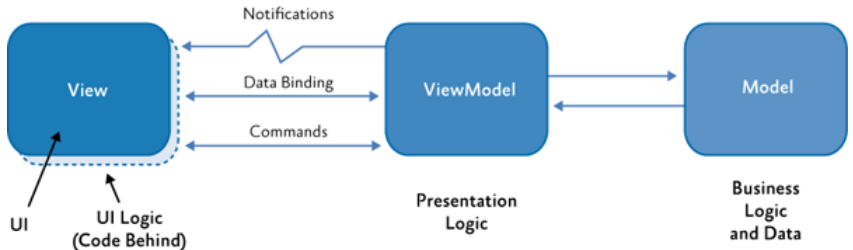 Notifications
View
Data Binding
ViewModel
Model
Commands
UI
UI Logic
(Code Behind)
Presentation
Logic
Business
Logic
and Data